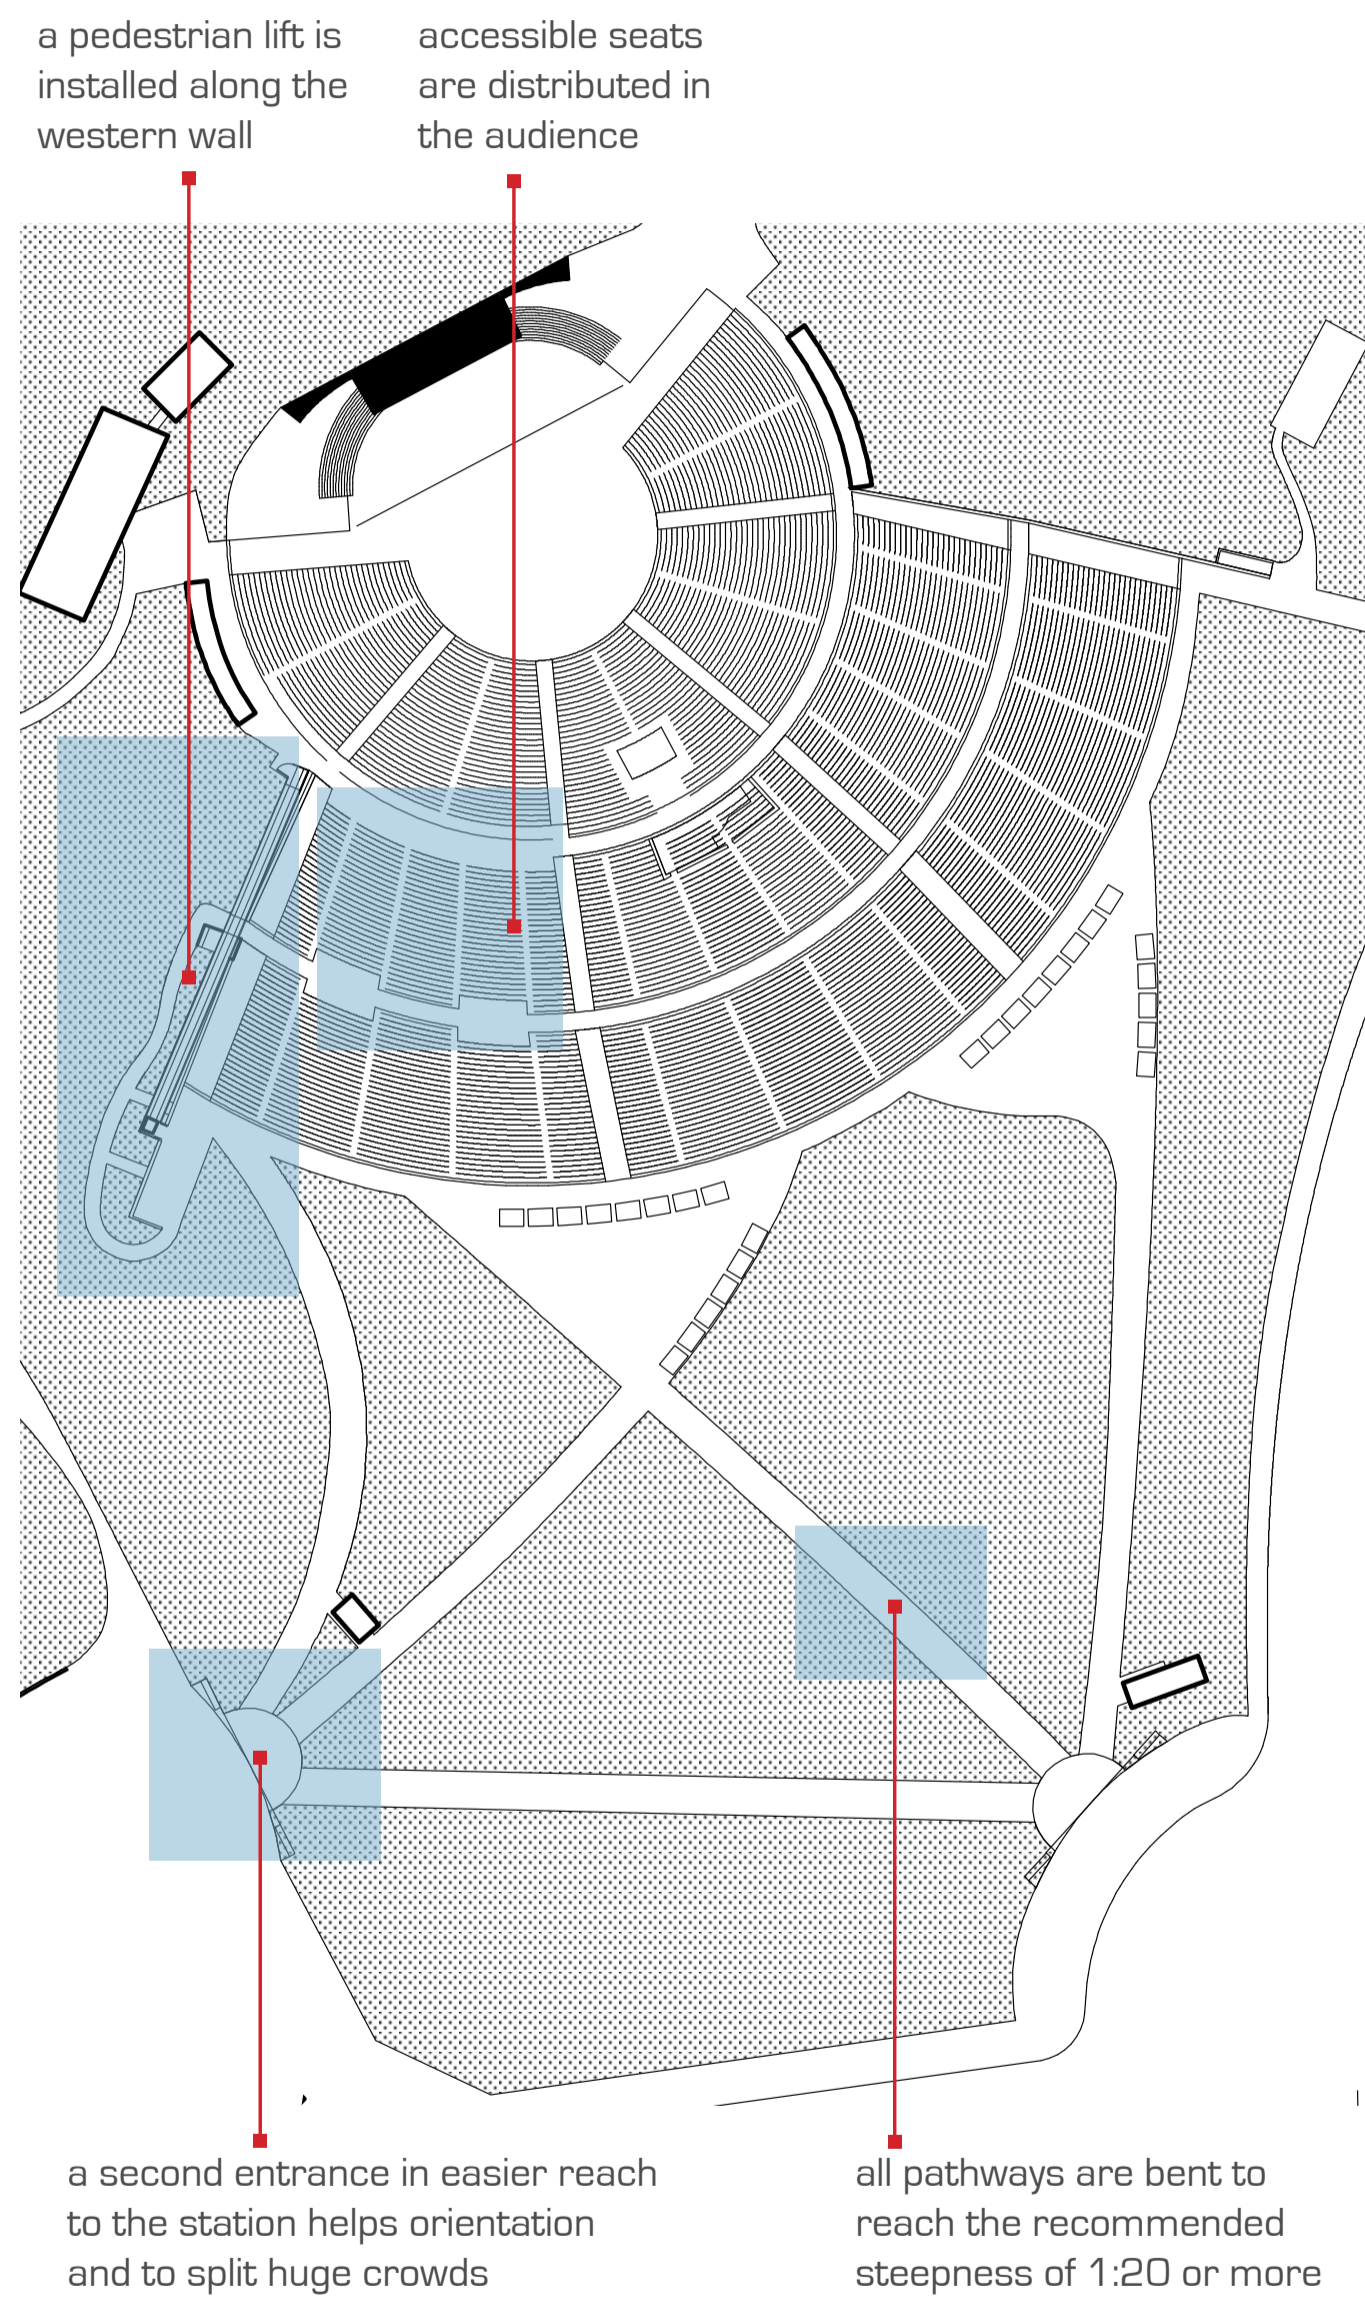 a pedestrian lift is
installed along the
western wall
accessible seats
are distributed in
the audience
a second entrance in easier reach
to the station helps orientation
and to split huge crowds
all pathways are bent to
reach the recommended
steepness of 1:20 or more